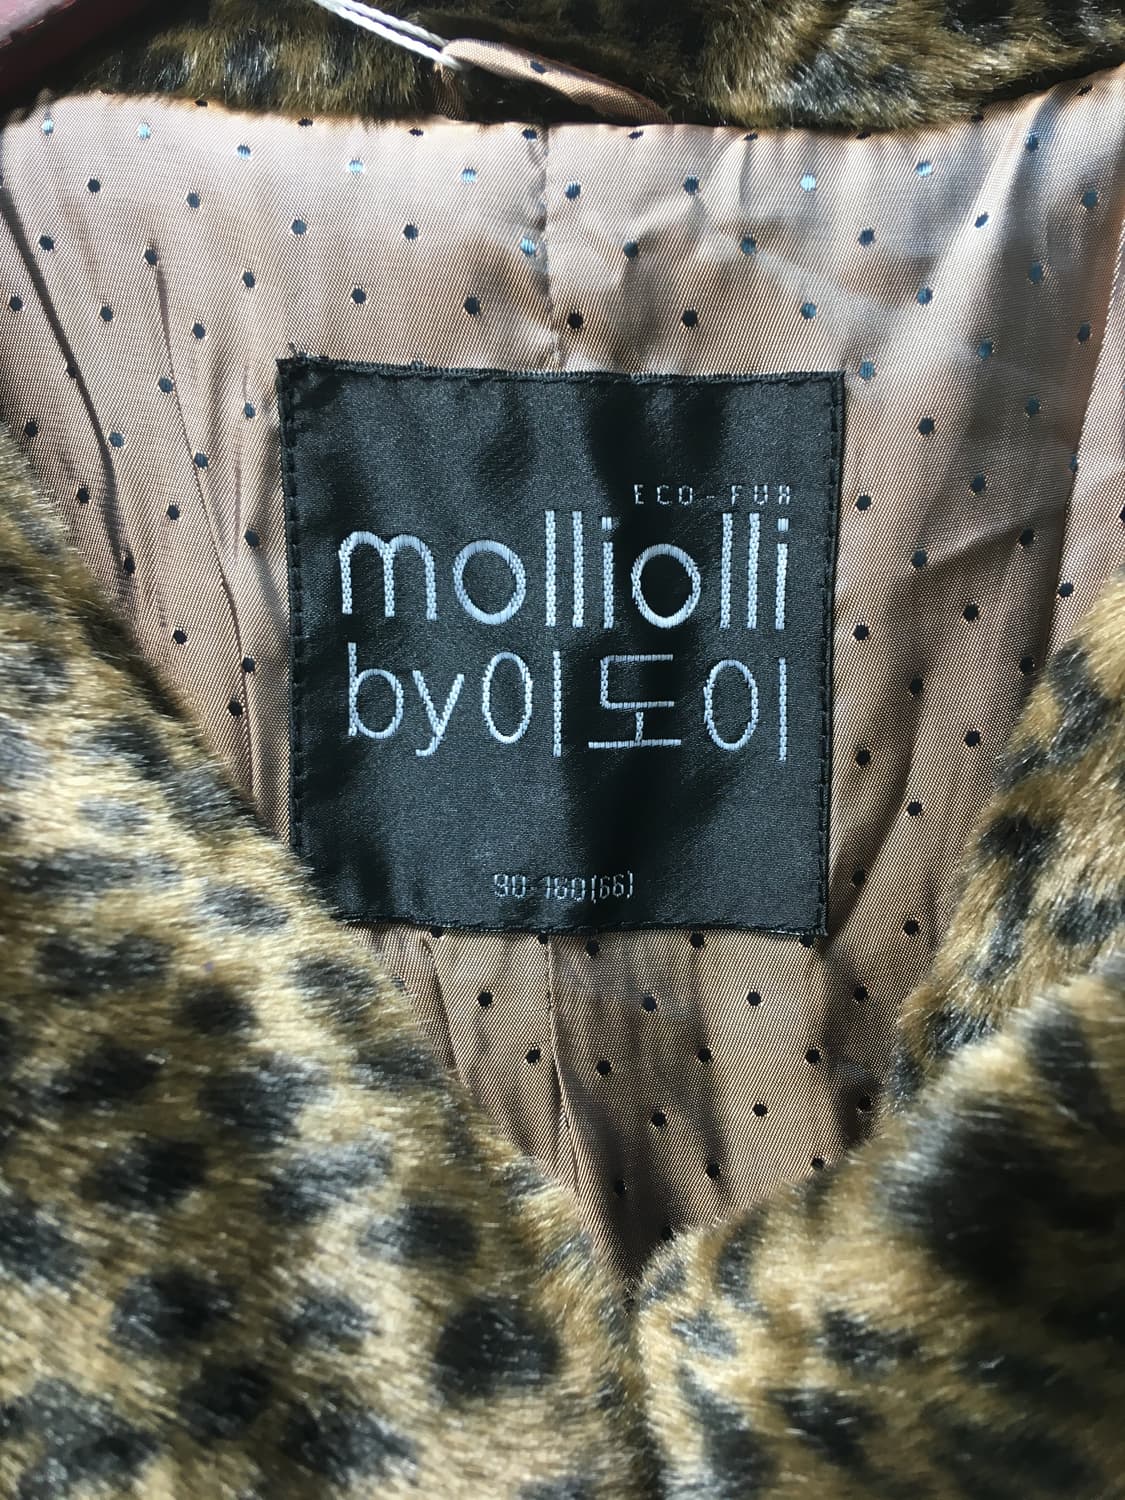 ECO-FUR
molliolli
by이도이
90-160(66)